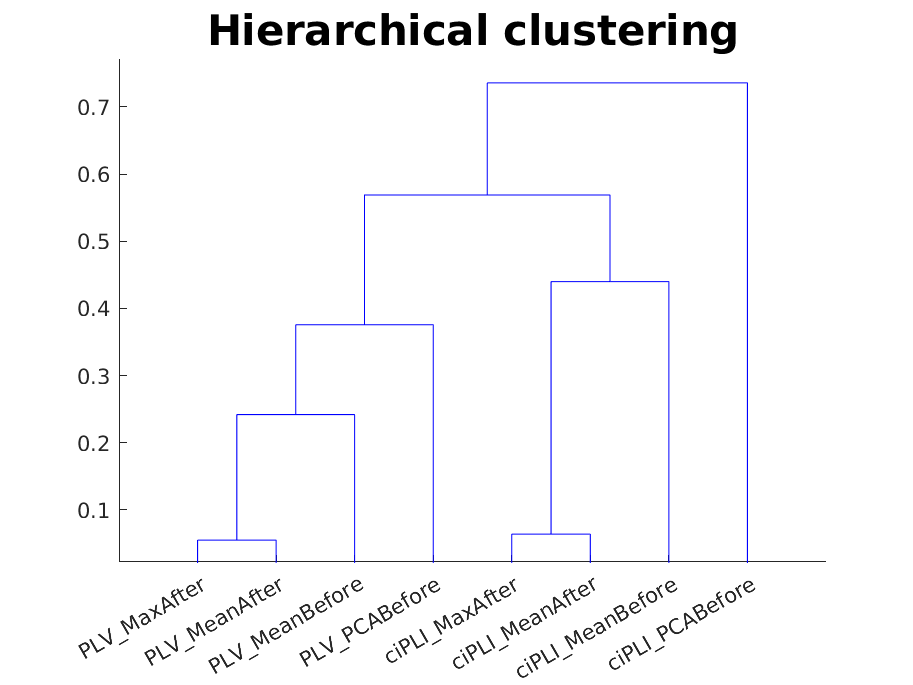 Hierarchical clustering
0.7
0.6
0.5
0.4
0.3
0.2
0.1
PLV_MaxAfter
PLV_MeanAfter
PLV_MeanBefore
PLV_PCABefore
ciPLI_MaxAfter
ciPLI_MeanAfter
ciPLI_MeanBefore
ciPLI_PCABefore